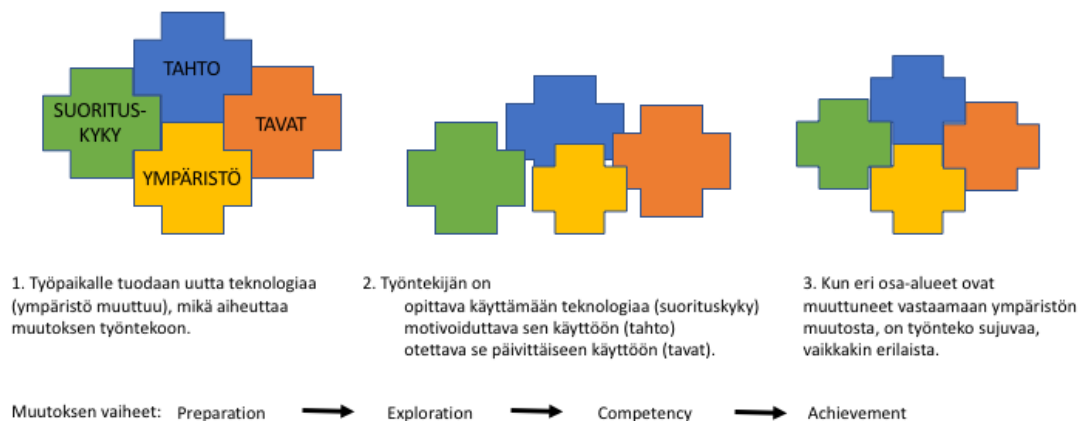 TAHTO
SUORITUS-
KYKY
TAVAT
YMPÄRISTÖ
1. Työpaikalle tuodaan uutta teknologiaa
(ympäristö muuttuu), mikä aiheuttaa
muutoksen työntekoon.
2. Työntekijän on
opittava käyttämään teknologiaa (suorituskyky)
motivoiduttava sen käyttöön (tahto)
otettava se päivittäiseen käyttöön (tavat).
3. Kun eri osa-alueet ovat
muuttuneet vastaamaan ympäristön
muutosta, on työnteko sujuvaa,
vaikkakin erilaista.
Muutoksen vaiheet: Preparation Exploration Competency Achievement